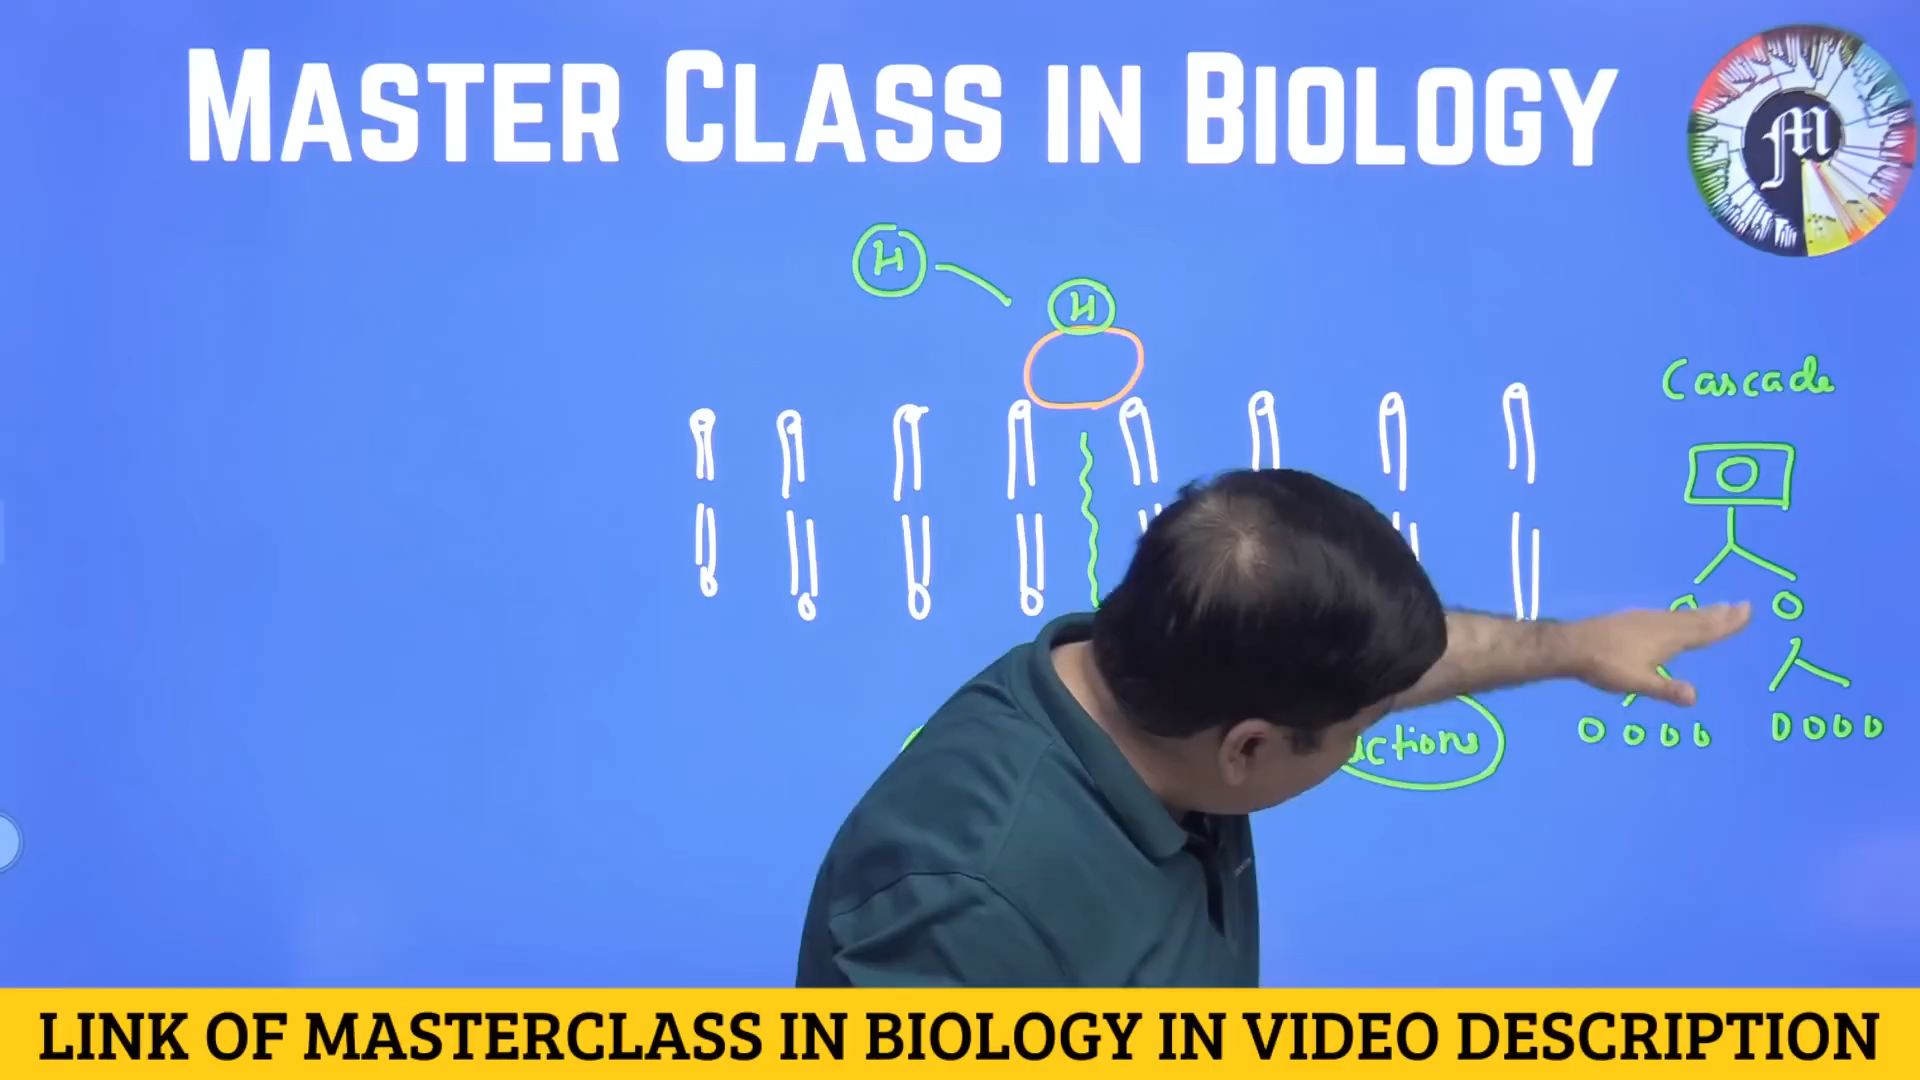 MASTER CLASS IN BIOLOGY
M
H
H
Cascade
LINK OF MASTERCLASS IN BIOLOGY IN VIDEO DESCRIPTION